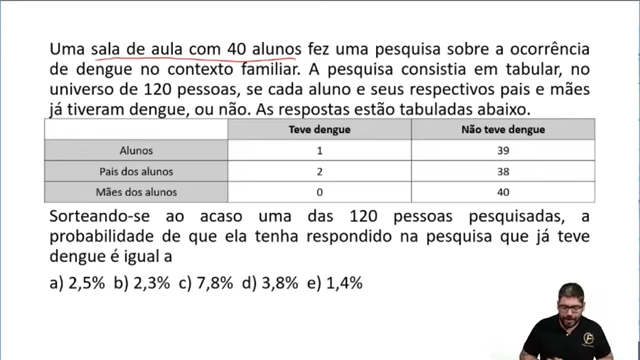 Uma sala de aula com 40 alunos fez uma pesquisa sobre a ocorrência
de dengue no contexto familiar. A pesquisa consistia em tabular, no
universo de 120 pessoas, se cada aluno e seus respectivos pais e mães
já tiveram dengue, ou não. As respostas estão tabuladas abaixo.
Teve dengue Não teve dengue
Alunos 1 39
Pais dos alunos 2 38
Mães dos alunos 0 40
Sorteando-se ao acaso uma das 120 pessoas pesquisadas, a
probabilidade de que ela tenha respondido na pesquisa que já teve
dengue é igual a
a) 2,5% b) 2,3% c) 7,8% d) 3,8% e) 1,4%